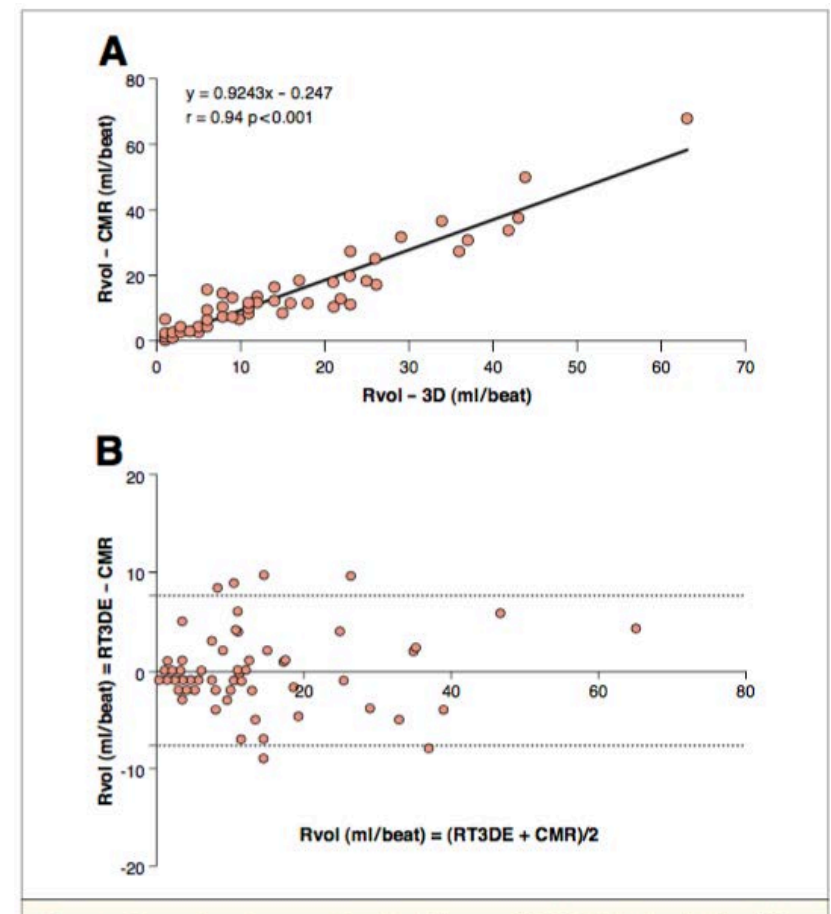 A
80
y = 0.9243x - 0.247
r = 0.94 p<0.001
60
40
20
0
Rvol - CMR (ml/beat)
0 10 20 30 40 50 60 70
Rvol - 3D (ml/beat)
B
20
10
0
-10
-20
Rvol (ml/beat) = RT3DE - CMR
20 40 60 80
Rvol (ml/beat) = (RT3DE + CMR)/2